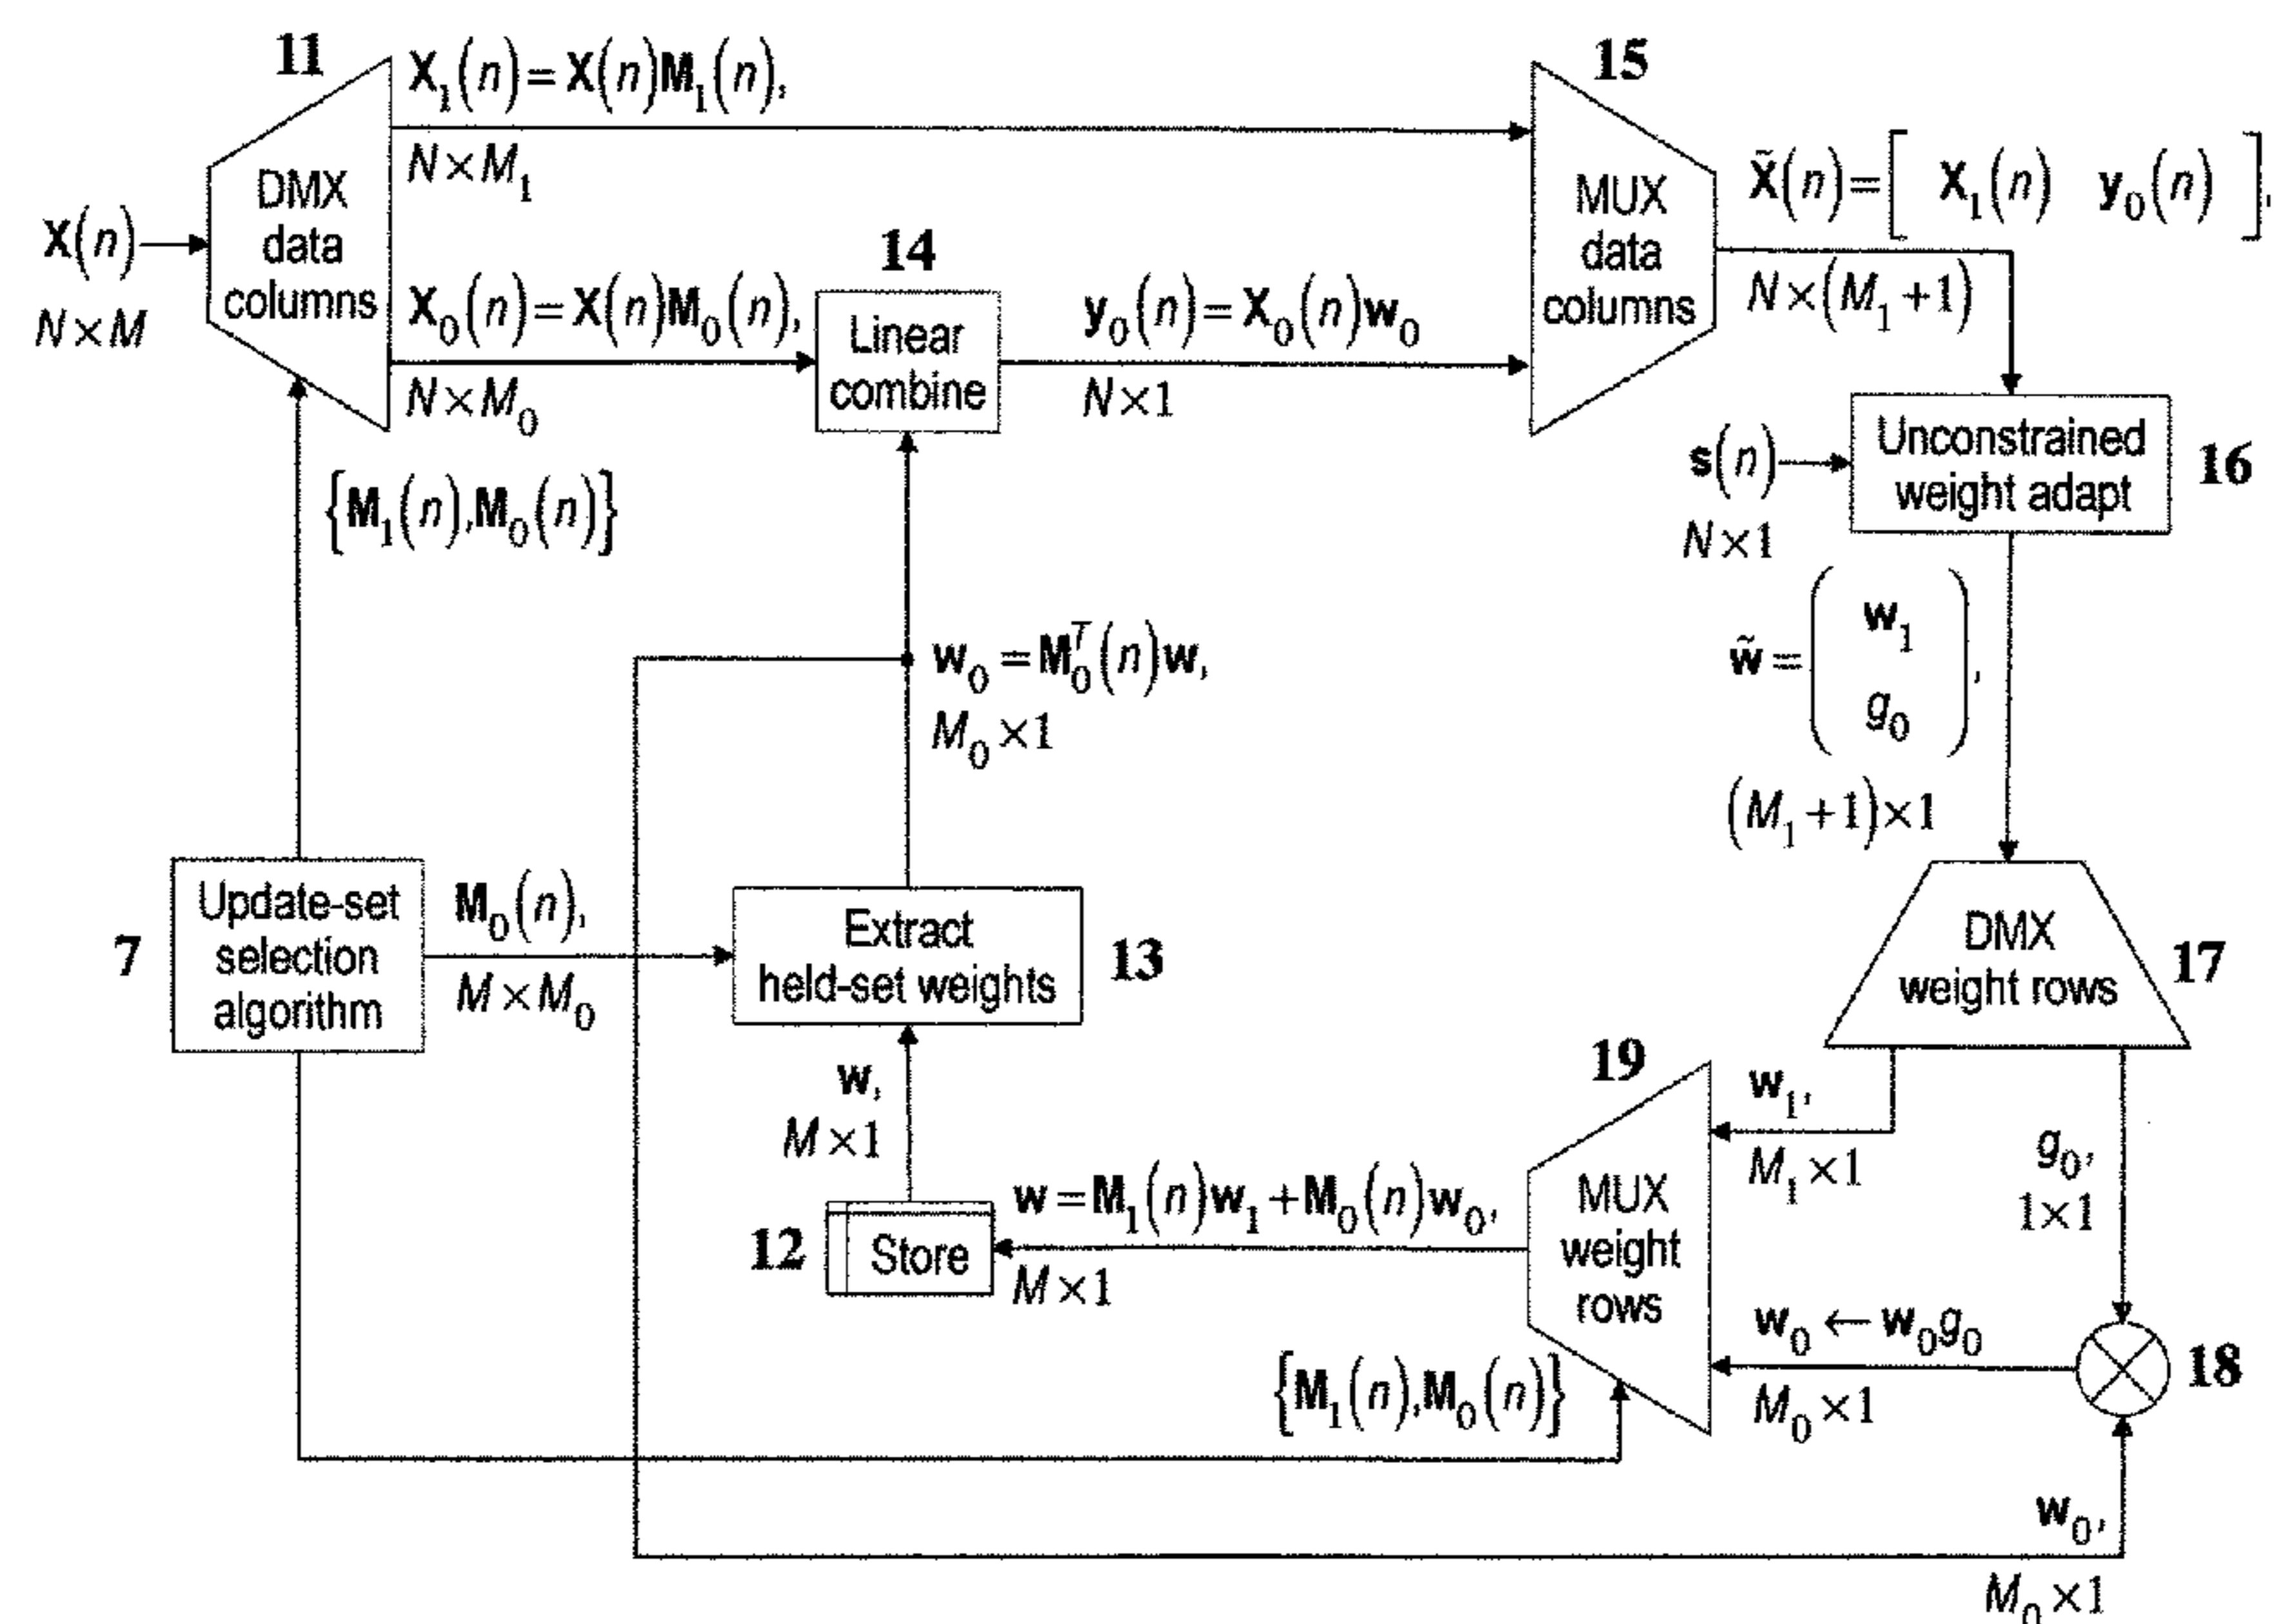 11
X₁(n)=X(n)M₁(n),
N×M₁
DMX
data
columns
X(n)
N×M
X₀(n)=X(n)M₀(n),
N×M₀
{M₁(n),M₀(n)}
14
Linear
combine
y₀(n)=X₀(n)w₀
N×1
15
MUX
data
columns
X̃(n)=[ X₁(n) y₀(n) ],
N×(M₁+1)
s(n)
N×1
Unconstrained
weight adapt
16
w̃=( w₁
g₀ ),
(M₁+1)×1
w₀=M₀ᵀ(n)w,
M₀×1
7
Update-set
selection
algorithm
M₀(n),
M×M₀
Extract
held-set weights
13
w,
M×1
12
Store
w=M₁(n)w₁+M₀(n)w₀,
M×1
19
MUX
weight
rows
{M₁(n),M₀(n)}
DMX
weight rows
17
w₁,
M₁×1
g₀,
1×1
w₀←w₀g₀
M₀×1
18
w₀,
M₀×1